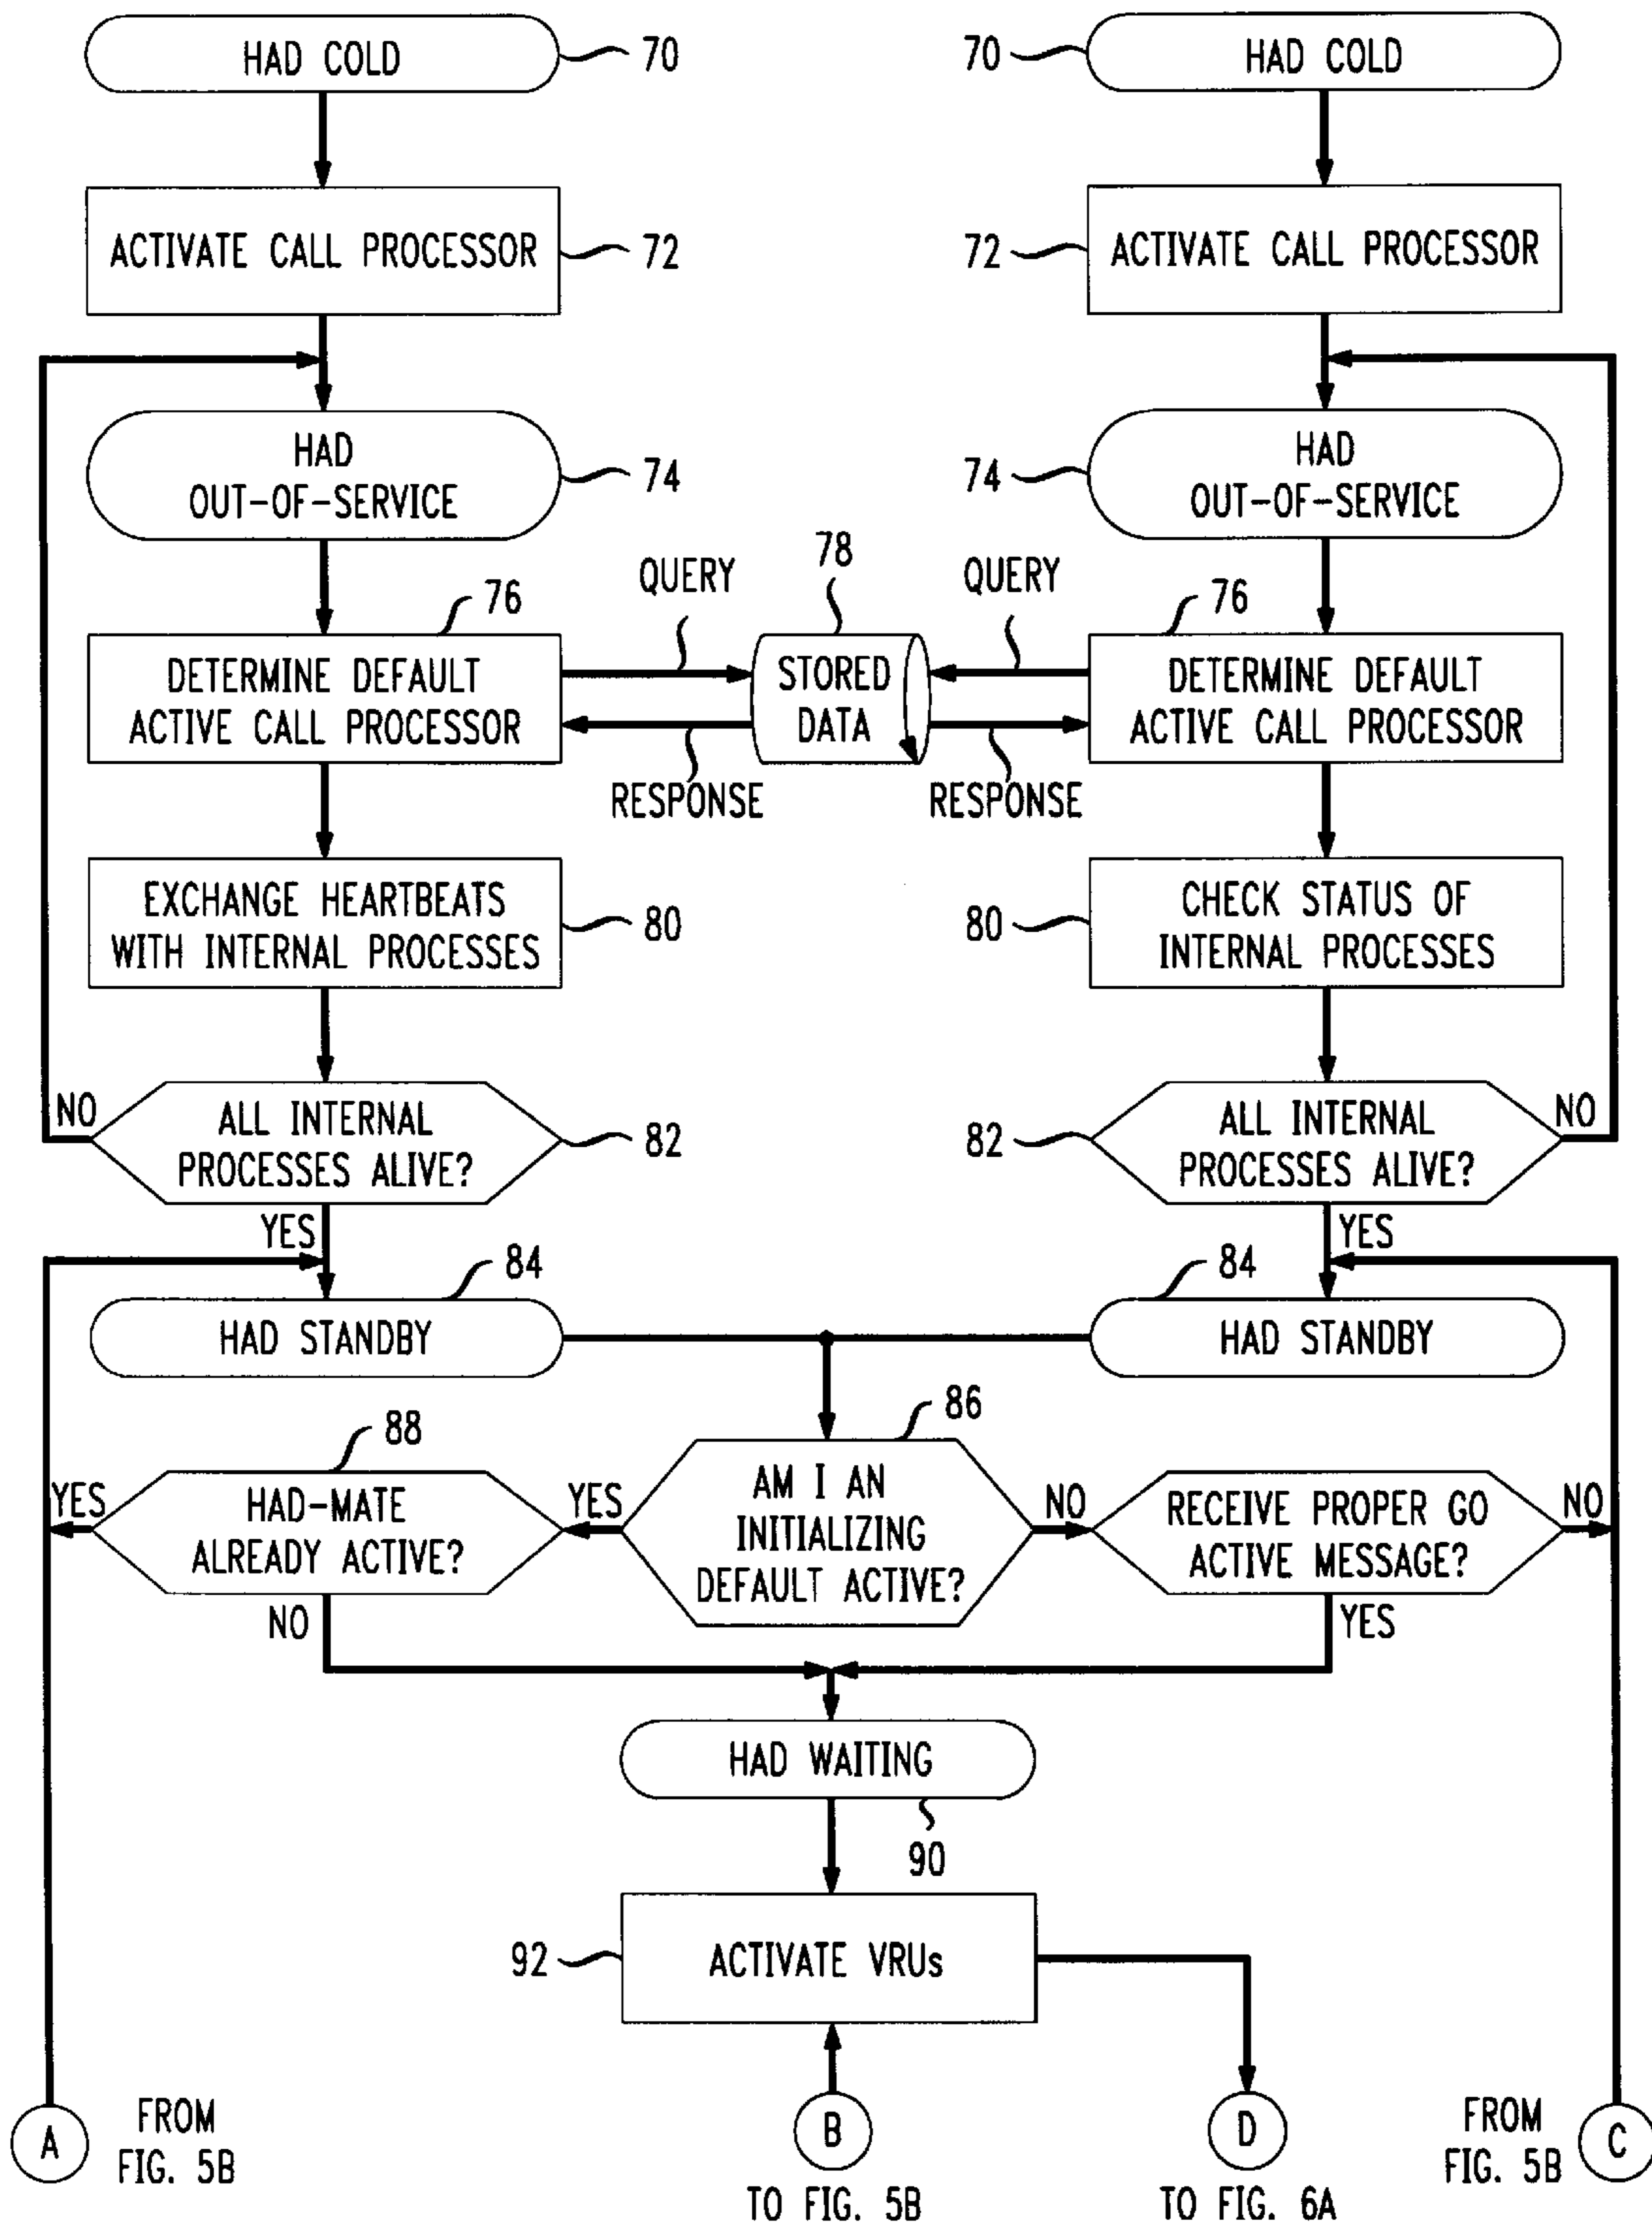 HAD COLD
70
70
HAD COLD
ACTIVATE CALL PROCESSOR
72
72
ACTIVATE CALL PROCESSOR
HAD
OUT-OF-SERVICE
74
74
HAD
OUT-OF-SERVICE
76
QUERY
78
QUERY
76
DETERMINE DEFAULT
ACTIVE CALL PROCESSOR
STORED
DATA
DETERMINE DEFAULT
ACTIVE CALL PROCESSOR
RESPONSE
RESPONSE
EXCHANGE HEARTBEATS
WITH INTERNAL PROCESSES
80
80
CHECK STATUS OF
INTERNAL PROCESSES
NO
ALL INTERNAL
PROCESSES ALIVE?
82
82
ALL INTERNAL
PROCESSES ALIVE?
NO
YES
YES
84
84
HAD STANDBY
HAD STANDBY
88
86
YES
HAD-MATE
ALREADY ACTIVE?
YES
AM I AN
INITIALIZING
DEFAULT ACTIVE?
NO
RECEIVE PROPER GO
ACTIVE MESSAGE?
NO
NO
YES
HAD WAITING
90
92
ACTIVATE VRUs
A
FROM
FIG. 5B
B
TO FIG. 5B
D
TO FIG. 6A
FROM
FIG. 5B
C